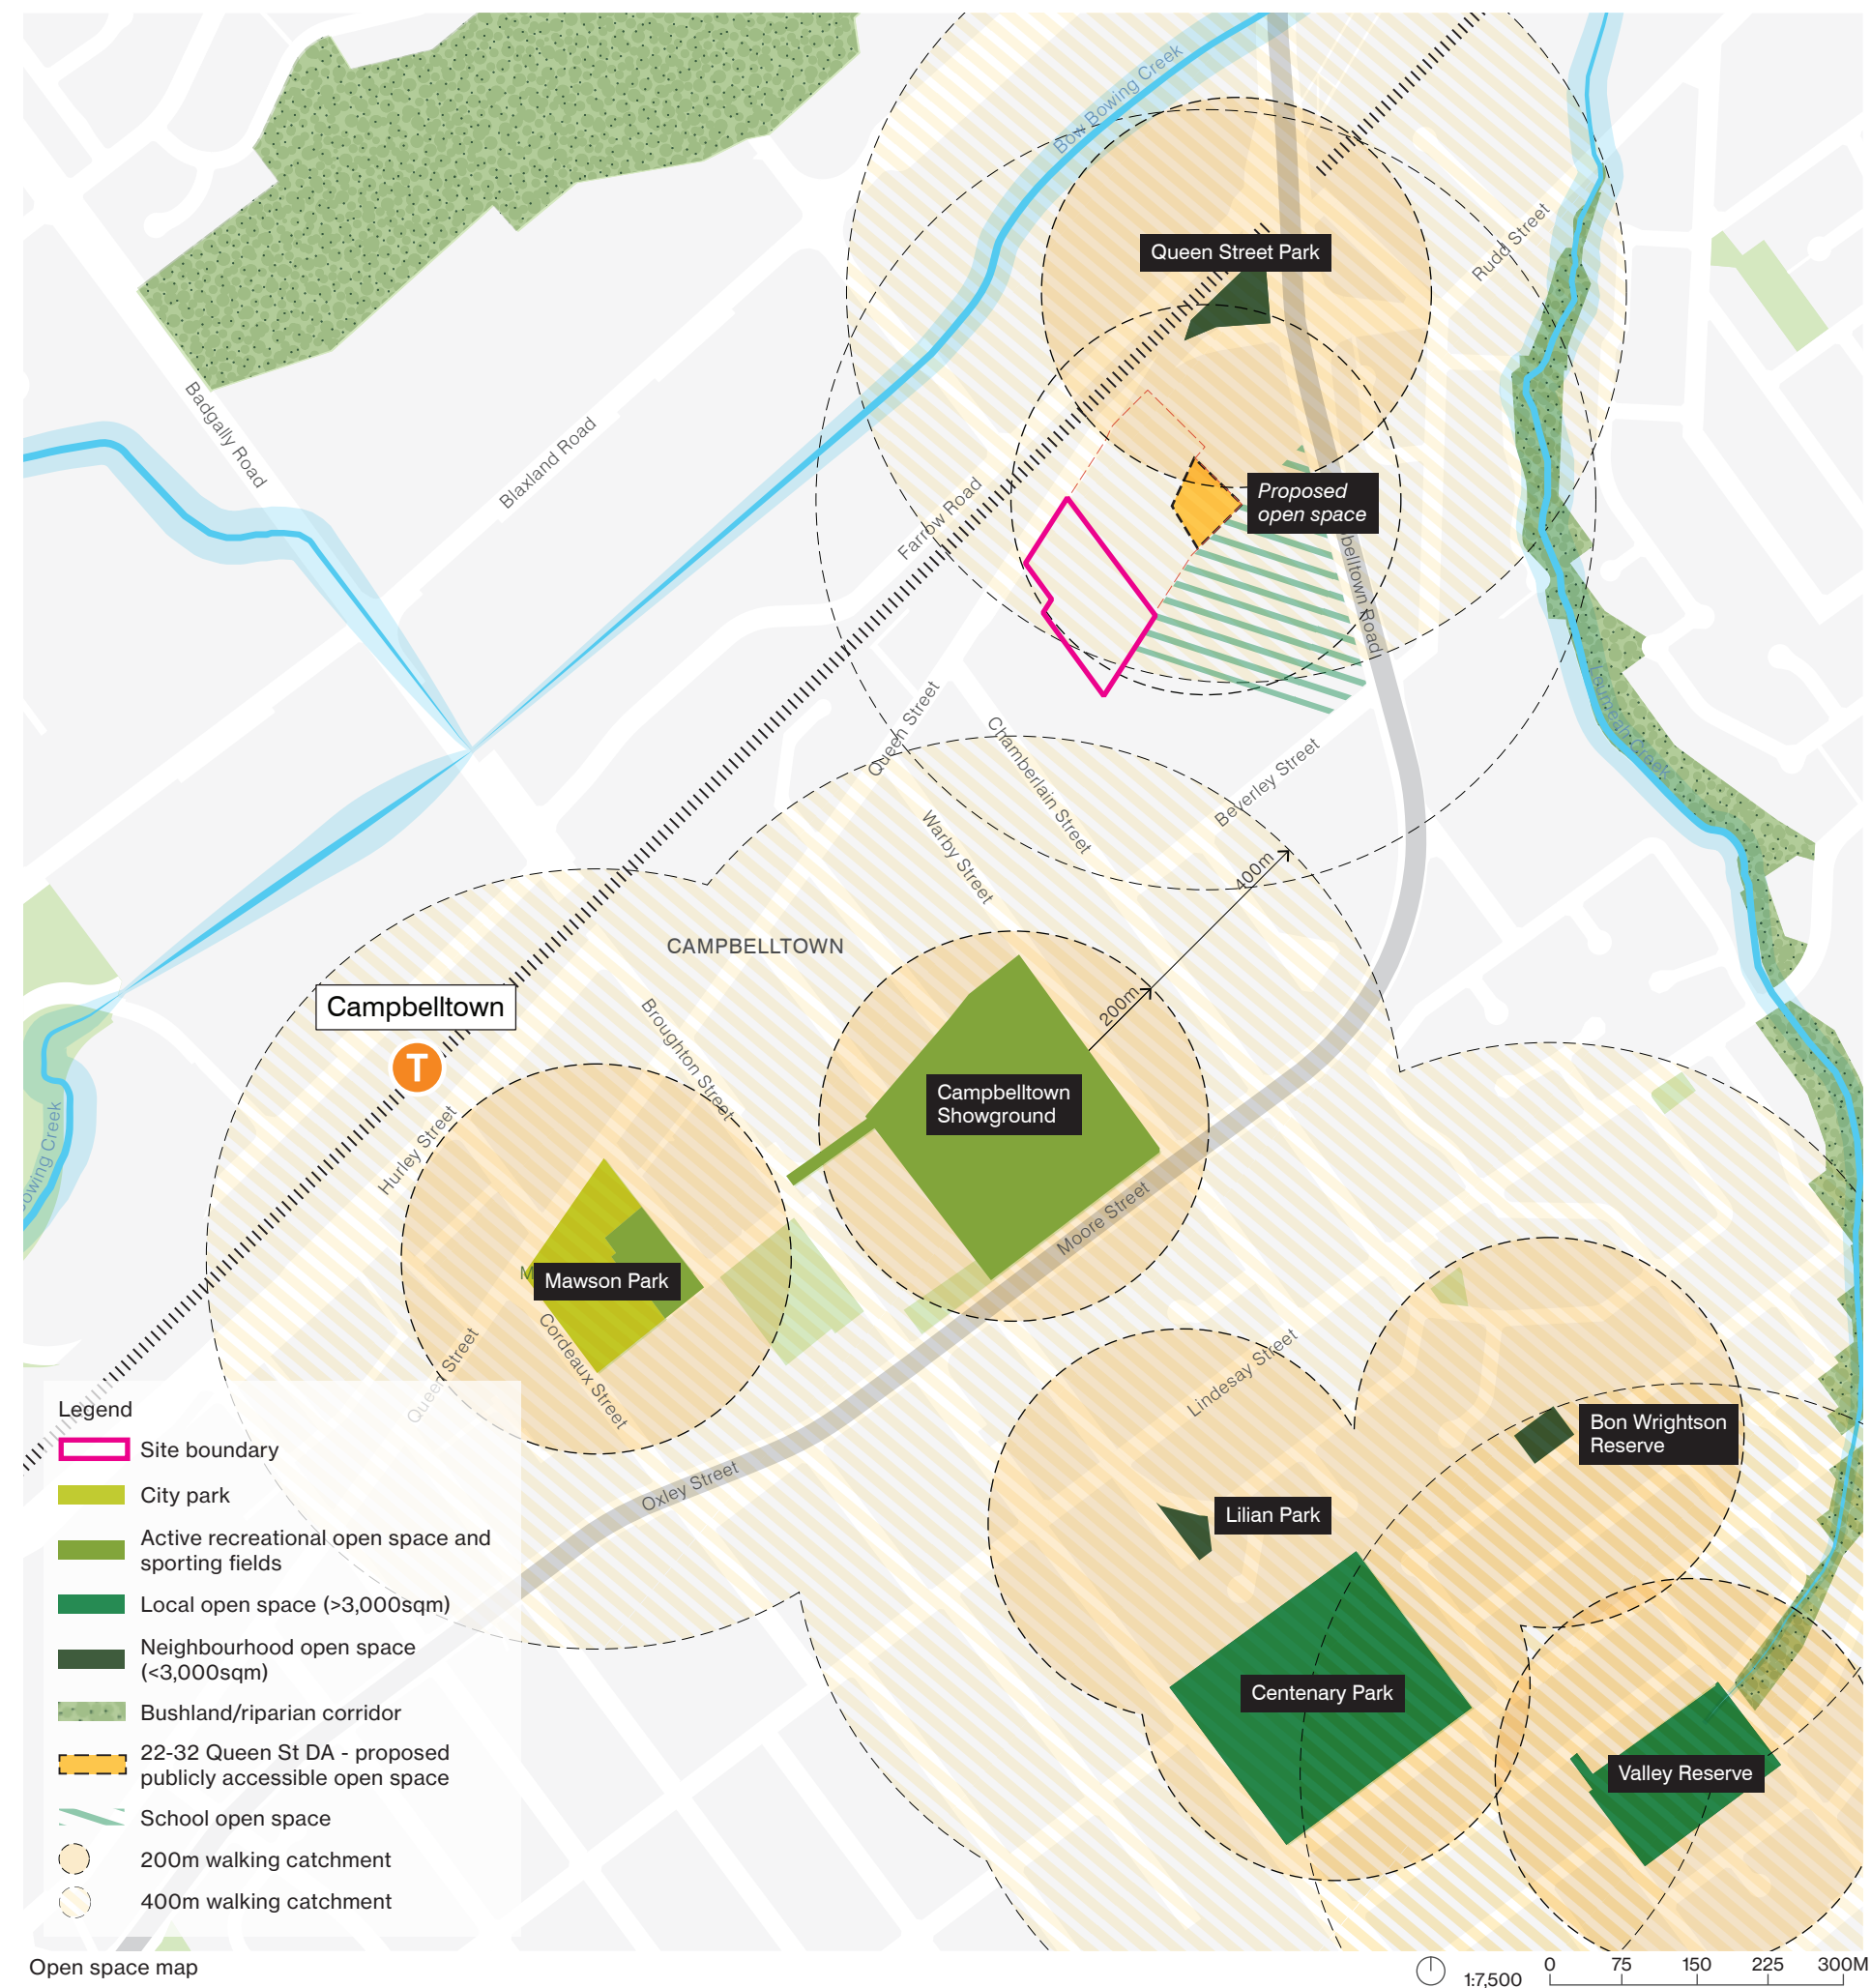 Bow Bowing Creek
Rudd Street
Queen Street Park
Badgally Road
Blaxland Road
Farrow Road
Proposed
open space
belltown Road
Queen Street
Chamberlain Street
Beverley Street
Warby Street
400m
CAMPBELLTOWN
200m
Campbelltown
T
Broughton Street
Campbelltown
Showground
Hurley Street
owing Creek
Moore Street
M
Mawson Park
Cordeaux Street
Queen Street
Lindesay Street
Oxley Street
Bon Wrightson
Reserve
Lilian Park
Centenary Park
Valley Reserve
Legend
Site boundary
City park
Active recreational open space and
sporting fields
Local open space (>3,000sqm)
Neighbourhood open space
(<3,000sqm)
Bushland/riparian corridor
22-32 Queen St DA - proposed
publicly accessible open space
School open space
200m walking catchment
400m walking catchment
Open space map
1:7,500
0 75 150 225 300M